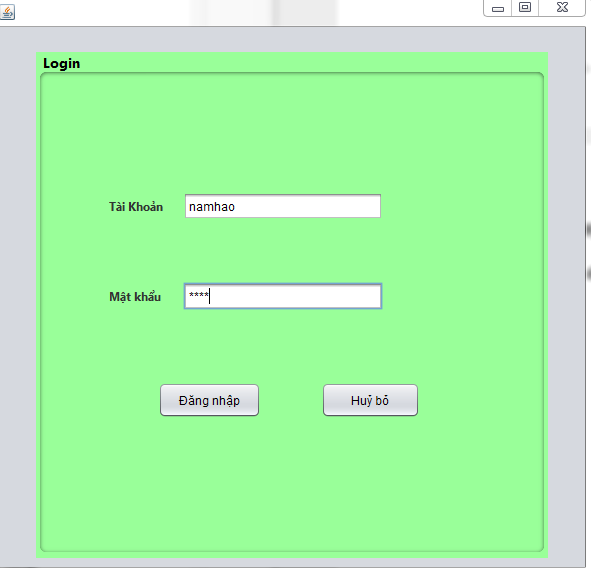 Login
Tài Khoản namhao
Mật khẩu ****
Đăng nhập Huỷ bỏ